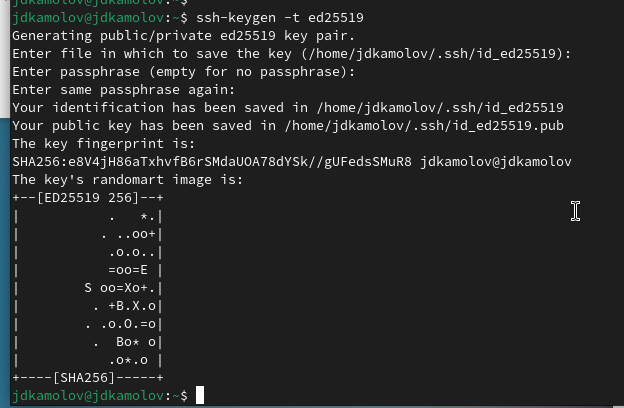 jdkamolov@jdkamolov:~$ ssh-keygen -t ed25519
Generating public/private ed25519 key pair.
Enter file in which to save the key (/home/jdkamolov/.ssh/id_ed25519):
Enter passphrase (empty for no passphrase):
Enter same passphrase again:
Your identification has been saved in /home/jdkamolov/.ssh/id_ed25519
Your public key has been saved in /home/jdkamolov/.ssh/id_ed25519.pub
The key fingerprint is:
SHA256:e8V4jH86aTxhvfB6rSMdaUOA78dYSk//gUFedsSMuR8 jdkamolov@jdkamolov
The key's randomart image is:
+--[ED25519 256]--+
|          .   *.|
|         . ..oo+|
|          .o.o..|
|          =oo=E |
|       S oo=Xo+.|
|        . +B.X.o|
|       . .o.O.=o|
|        .  Bo* o|
|          .o*.o |
+----[SHA256]-----+
jdkamolov@jdkamolov:~$